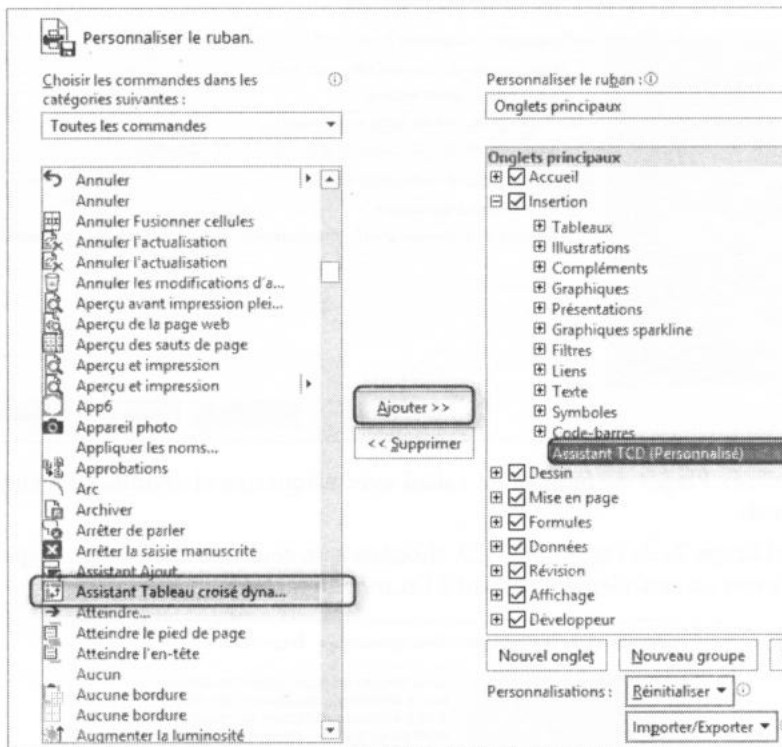 Personnaliser le ruban.
Choisir les commandes dans les
catégories suivantes :
Toutes les commandes
Annuler
Annuler
Annuler Fusionner cellules
Annuler l'actualisation
Annuler l'actualisation
Annuler les modifications d'a...
Aperçu avant impression plei...
Aperçu de la page web
Aperçu des sauts de page
Aperçu et impression
Aperçu et impression
App6
Appareil photo
Appliquer les noms...
Approbations
Arc
Archiver
Arrêter de parler
Arrêter la saisie manuscrite
Assistant Ajout...
Assistant Tableau croisé dyna...
Atteindre...
Atteindre le pied de page
Atteindre l'en-tête
Aucun
Aucune bordure
Aucune bordure
Augmenter la luminosité
Ajouter >>
<< Supprimer
Personnaliser le ruban :
Onglets principaux
Onglets principaux
Accueil
Insertion
Tableaux
Illustrations
Compléments
Graphiques
Présentations
Graphiques sparkline
Filtres
Liens
Texte
Symboles
Code-barres
Assistant TCD (Personnalisé)
Dessin
Mise en page
Formules
Données
Révision
Affichage
Développeur
Nouvel onglet
Nouveau groupe
Personnalisations :
Réinitialiser
Importer/Exporter